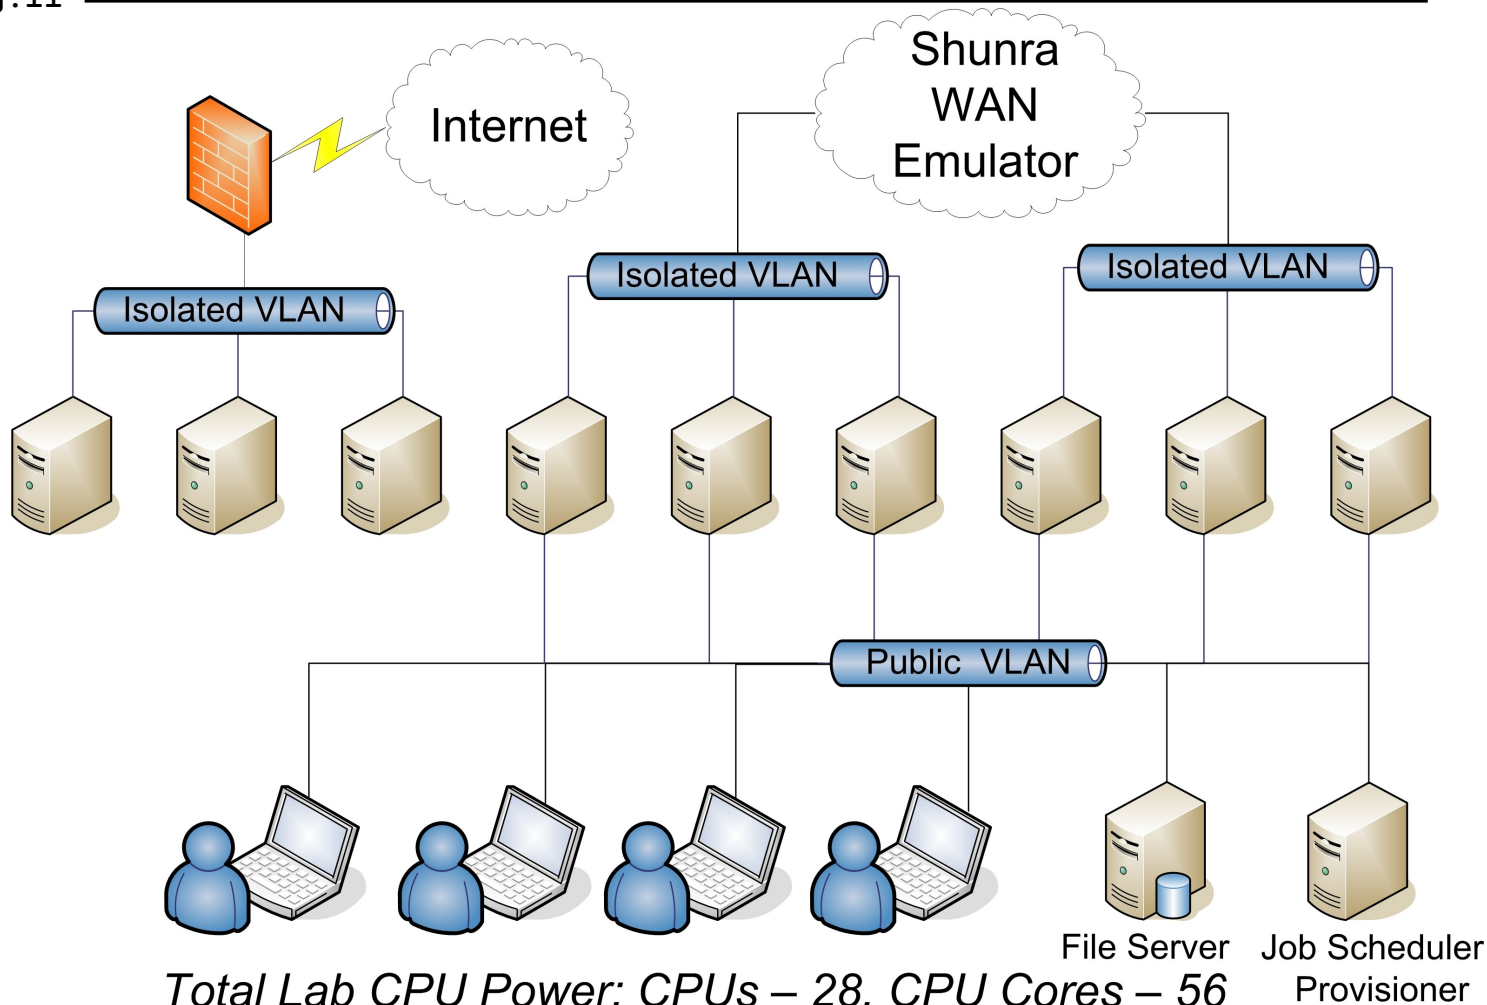 Internet
Shunra
WAN
Emulator
Isolated VLAN
Isolated VLAN
Isolated VLAN
Public VLAN
File Server
Job Scheduler
Provisioner
Total Lab CPU Power: CPUs – 28, CPU Cores – 56